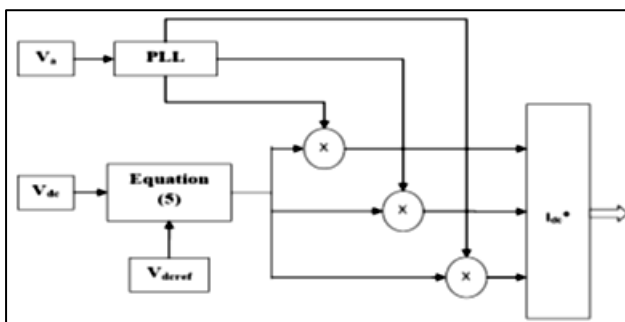 PLL
Vs
×
Vdc
Equation
(5)
×
Idc*
Vdcref
×